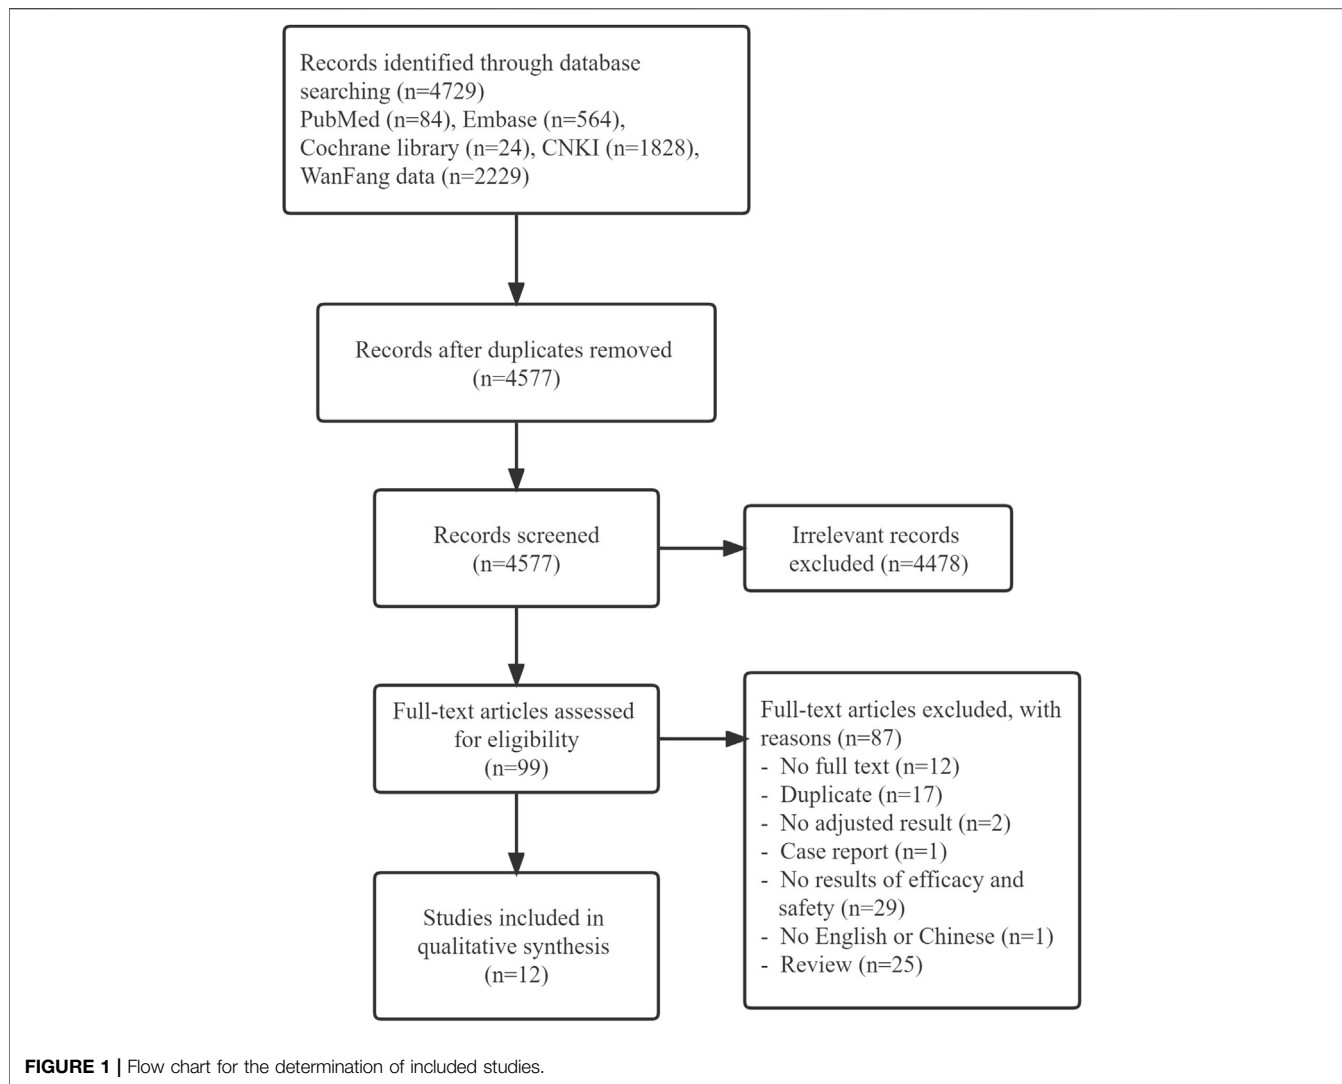 Records identified through database
searching (n=4729)
PubMed (n=84), Embase (n=564),
Cochrane library (n=24), CNKI (n=1828),
WanFang data (n=2229)
Records after duplicates removed
(n=4577)
Records screened
(n=4577)
Irrelevant records
excluded (n=4478)
Full-text articles assessed
for eligibility
(n=99)
Full-text articles excluded, with
reasons (n=87)
- No full text (n=12)
- Duplicate (n=17)
- No adjusted result (n=2)
- Case report (n=1)
- No results of efficacy and
safety (n=29)
- No English or Chinese (n=1)
- Review (n=25)
Studies included in
qualitative synthesis
(n=12)
FIGURE 1 | Flow chart for the determination of included studies.